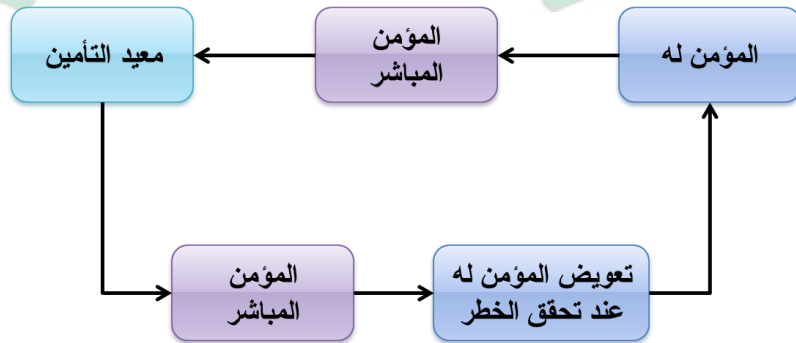 المؤمن له
المؤمن
المباشر
معيد التأمين
المؤمن
المباشر
تعويض المؤمن له
عند تحقق الخطر